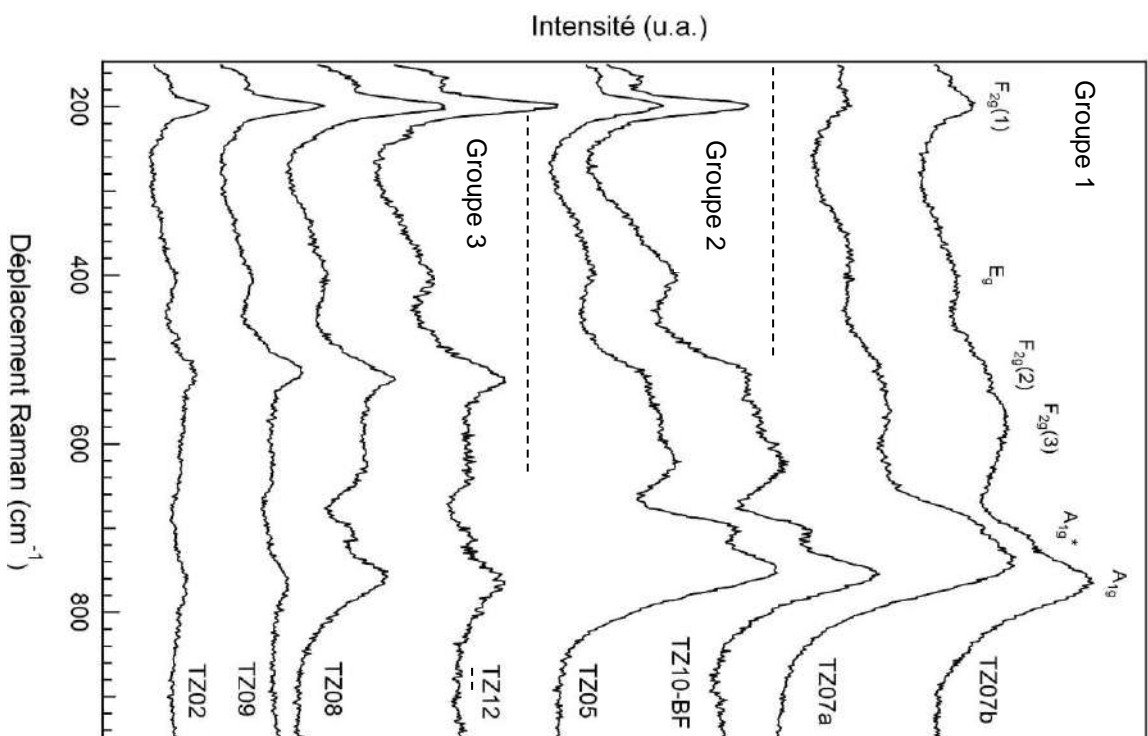 Intensité (u.a.)
Groupe 1
F2g(1)
Eg
F2g(2)
F2g(3)
A1g*
A1g
TZ07b
TZ07a
Groupe 2
TZ10-BF
TZ05
Groupe 3
TZ12
TZ08
TZ09
TZ02
200
400
600
800
Déplacement Raman (cm-1)